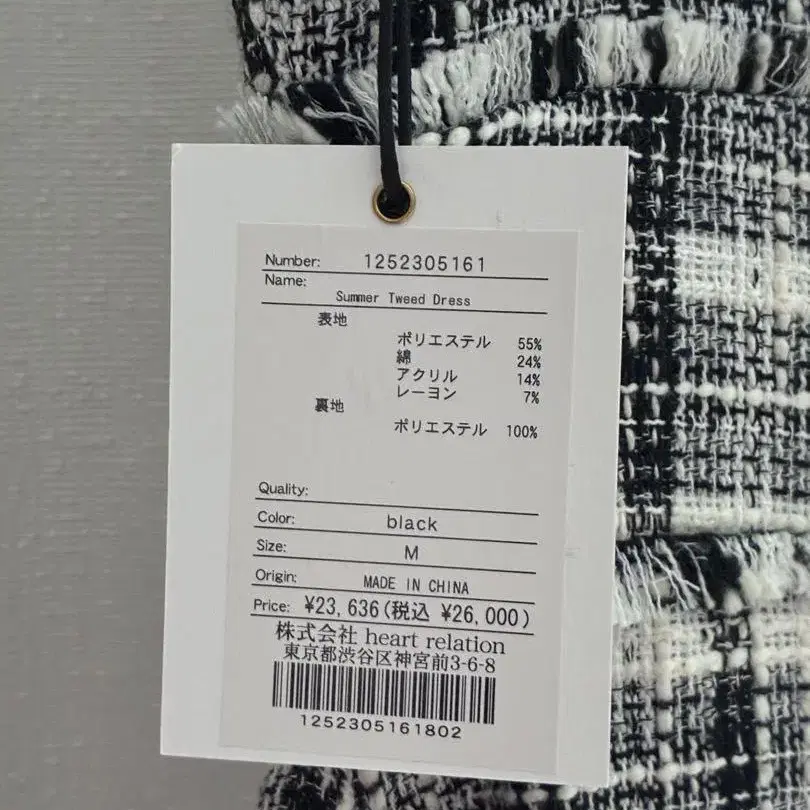 Number: 1252305161
Name:
Summer Tweed Dress
表地
ポリエステル 55%
綿 24%
アクリル 14%
レーヨン 7%
裏地
ポリエステル 100%
Quality:
Color: black
Size: M
Origin: MADE IN CHINA
Price: ¥23,636(税込 ¥26,000)
株式会社 heart relation
東京都渋谷区神宮前3-6-8
1252305161802